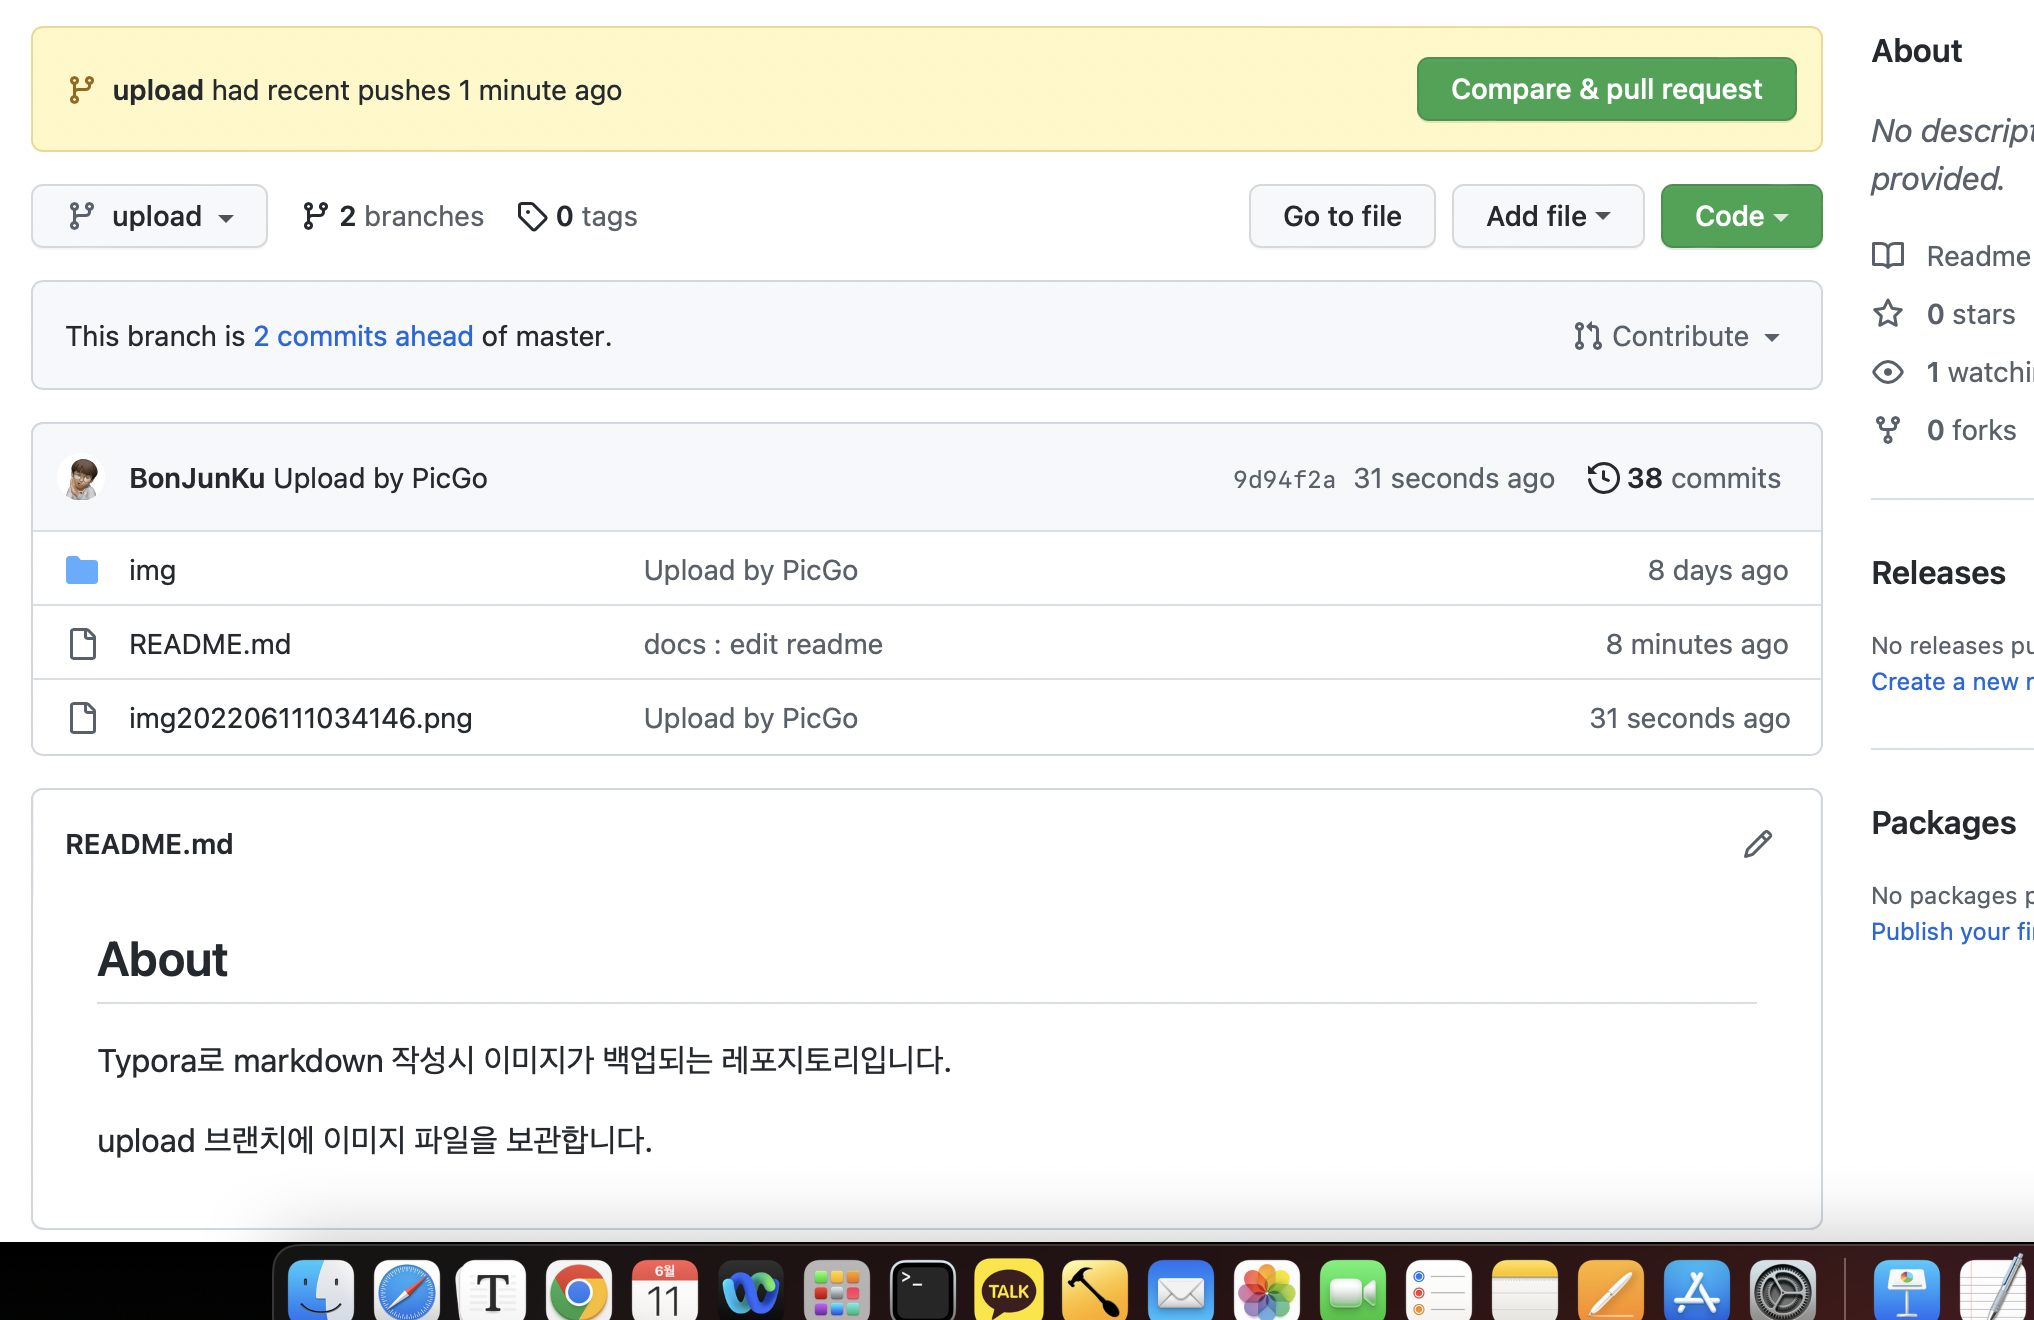 upload had recent pushes 1 minute ago
Compare & pull request
upload
2 branches
0 tags
Go to file
Add file
Code
This branch is 2 commits ahead of master.
Contribute
BonJunKu Upload by PicGo
9d94f2a 31 seconds ago
38 commits
img
Upload by PicGo
8 days ago
README.md
docs : edit readme
8 minutes ago
img202206111034146.png
Upload by PicGo
31 seconds ago
README.md
About
Typora로 markdown 작성시 이미지가 백업되는 레포지토리입니다.
upload 브랜치에 이미지 파일을 보관합니다.
About
No descript
provided.
Readme
0 stars
1 watchi
0 forks
Releases
No releases pu
Create a new r
Packages
No packages p
Publish your fi
T
6월
11
>_
TALK